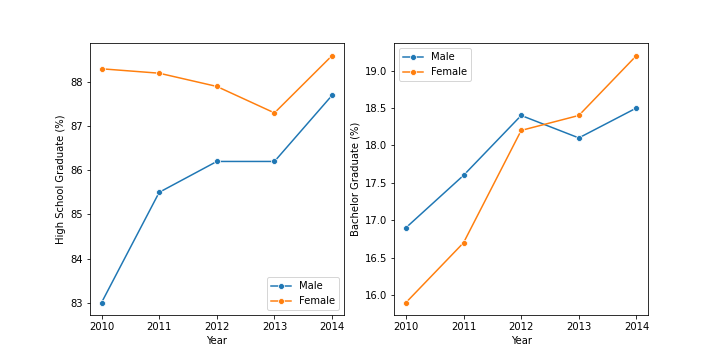 High School Graduate (%)
88
87
86
85
84
83
2010 2011 2012 2013 2014
Year
Male
Female
Bachelor Graduate (%)
19.0
18.5
18.0
17.5
17.0
16.5
16.0
2010 2011 2012 2013 2014
Year
Male
Female